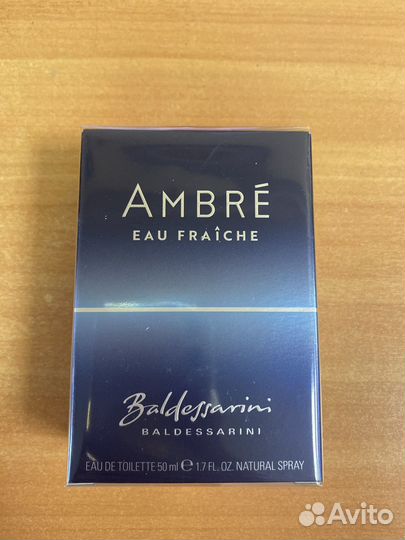 AMBRÉ
EAU FRAÎCHE
Baldessarini
BALDESSARINI
EAU DE TOILETTE 50 ml ℮ 1.7 FL. OZ. NATURAL SPRAY
Avito